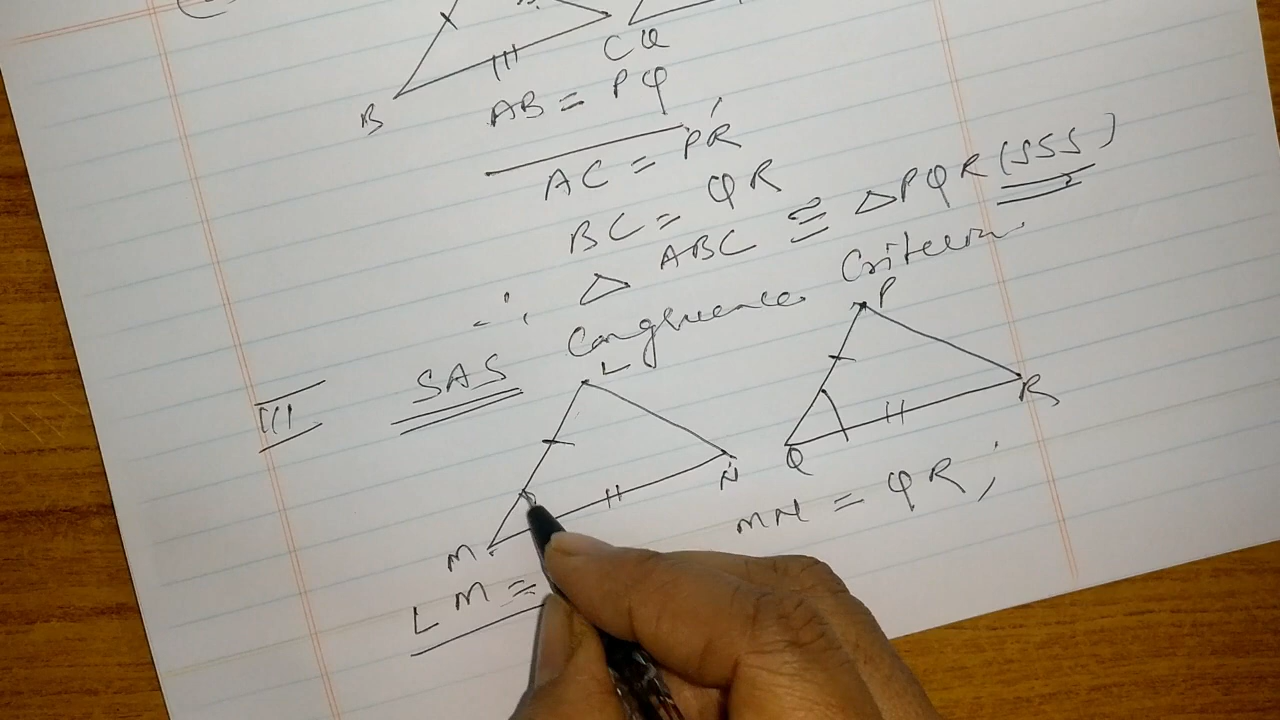 B
C Q
AB = PQ
AC = PR
BC = QR
∴ △ ABC ≅ △PQR (SSS)
III SAS Congruence Criterion
L
P
M
N
Q
R
LM =
MN = QR,